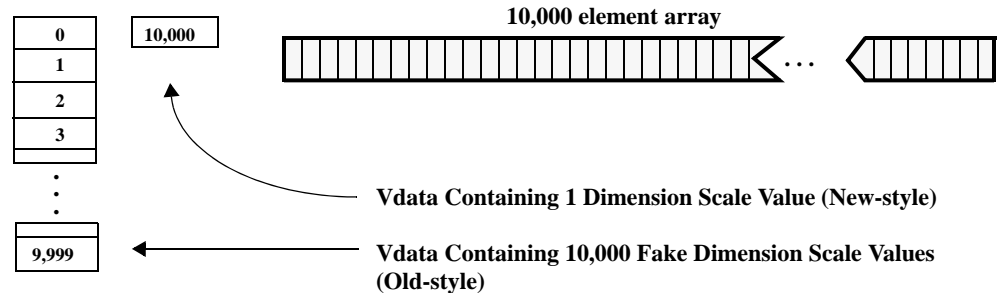 10,000 element array
0
10,000
1
2
3
Vdata Containing 1 Dimension Scale Value (New-style)
9,999
Vdata Containing 10,000 Fake Dimension Scale Values
(Old-style)